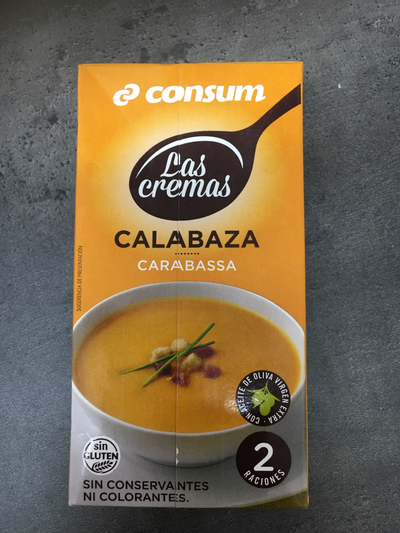 consum
Las
cremas
CALABAZA
CARABASSA
SUGERENCIA DE PRESENTACIÓN
CON ACEITE DE OLIVA VIRGEN EXTRA
sin
GLUTEN
2
RACIONES
SIN CONSERVANTES
NI COLORANTES.